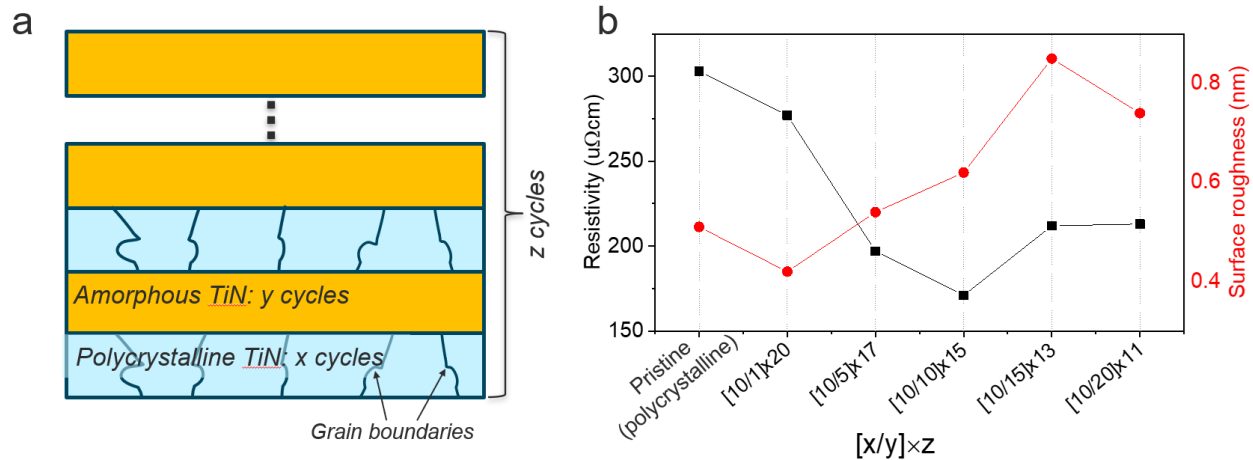 a
Amorphous TiN: y cycles
Polycrystalline TiN: x cycles
Grain boundaries
z cycles
b
Resistivity (uΩcm)
300
250
200
150
Surface roughness (nm)
0.8
0.6
0.4
Pristine
(polycrystalline)
[10/1]x20
[10/5]x17
[10/10]x15
[10/15]x13
[10/20]x11
[x/y]×z